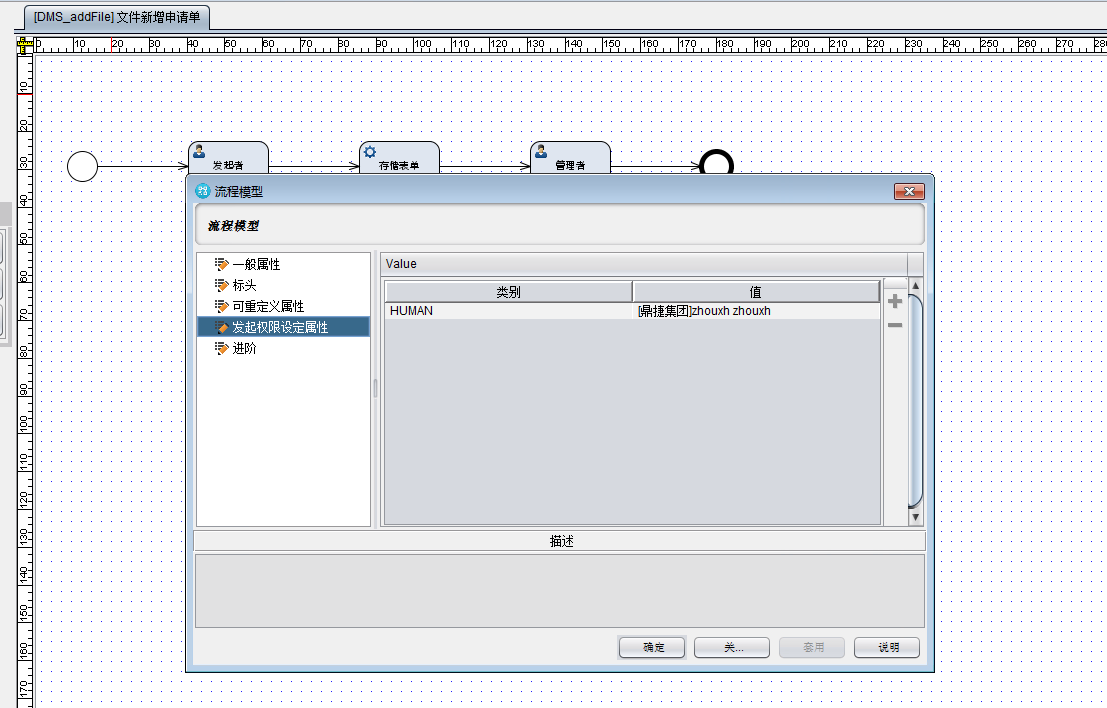 [DMS_addFile] 文件新增申请单
0 10 20 30 40 50 60 70 80 90 100 110 120 130 140 150 160 170 180 190 200 210 220 230 240 250 260 270 28
10
20
30
40
50
60
70
80
90
100
110
120
130
140
150
160
170
发起者
存储表单
管理者
流程模型
流程模型
一般属性
标头
可重定义属性
发起权限设定属性
进阶
Value
类别 值
HUMAN [鼎捷集团]zhouxh zhouxh
描述
确定 关... 套用 说明